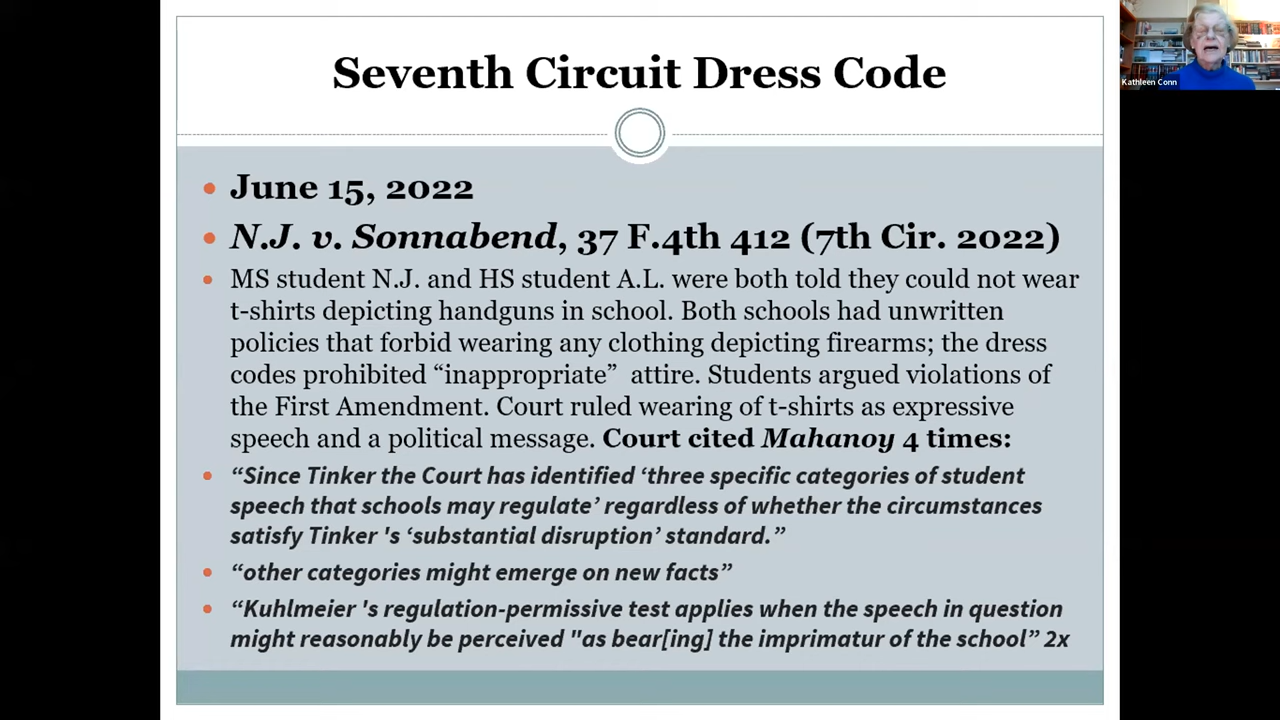 Seventh Circuit Dress Code
Kathleen Conn
• June 15, 2022
• N.J. v. Sonnabend, 37 F.4th 412 (7th Cir. 2022)
• MS student N.J. and HS student A.L. were both told they could not wear
t-shirts depicting handguns in school. Both schools had unwritten
policies that forbid wearing any clothing depicting firearms; the dress
codes prohibited “inappropriate” attire. Students argued violations of
the First Amendment. Court ruled wearing of t-shirts as expressive
speech and a political message. Court cited Mahanoy 4 times:
• “Since Tinker the Court has identified ‘three specific categories of student
speech that schools may regulate’ regardless of whether the circumstances
satisfy Tinker 's ‘substantial disruption’ standard.”
• “other categories might emerge on new facts”
• “Kuhlmeier 's regulation-permissive test applies when the speech in question
might reasonably be perceived "as bear[ing] the imprimatur of the school” 2x